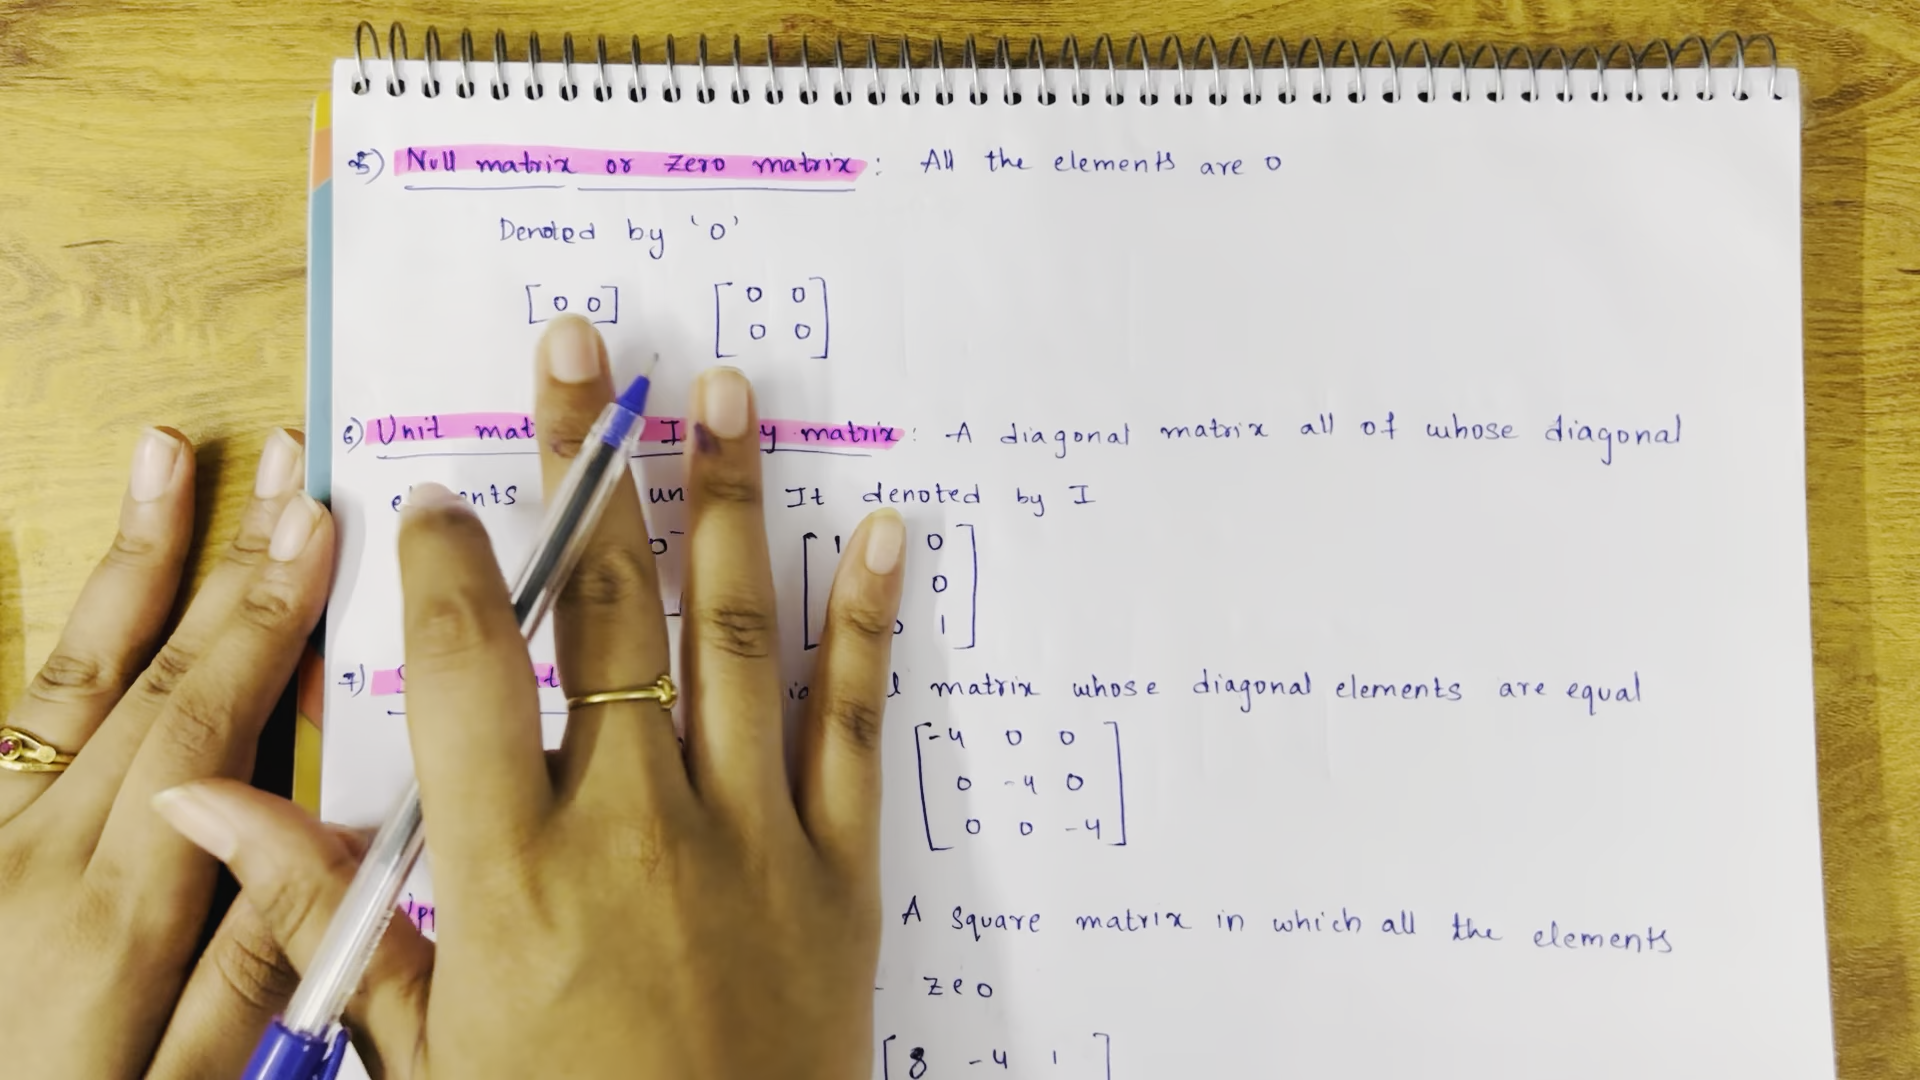 5) Null matrix or Zero matrix : All the elements are 0
Denoted by '0'
[0 0] [0 0
0 0]
6) Unit matrix : A diagonal matrix all of whose diagonal
It denoted by I
0 1 0
0
1
7) matrix whose diagonal elements are equal
-4 0 0
0 -4 0
0 0 -4
A square matrix in which all the elements
zeo
8 -4 1